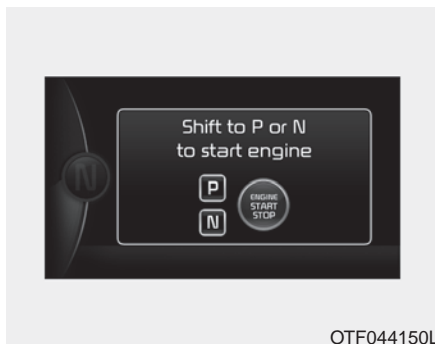 Shift to P or N
to start engine
N
P
ENGINE
START
STOP
N
OTF044150L